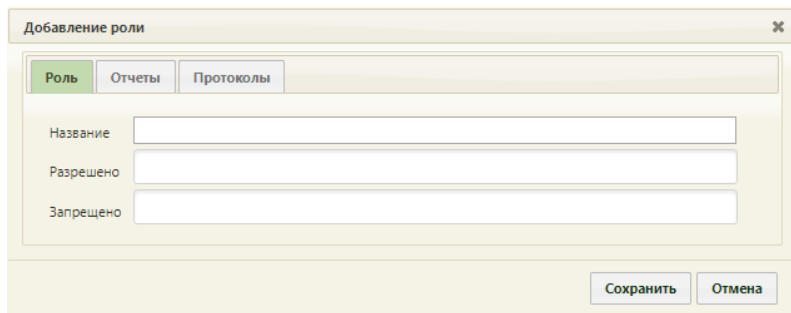 Добавление роли
Роль Отчеты Протоколы
Название
Разрешено
Запрещено
Сохранить Отмена